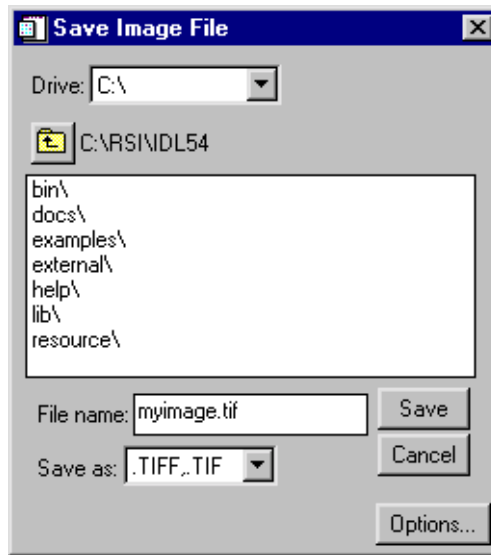 Save Image File
Drive: C:\
C:\RSI\IDL54
bin\
docs\
examples\
external\
help\
lib\
resource\
File name: myimage.tif
Save
Save as: .TIFF,.TIF
Cancel
Options...